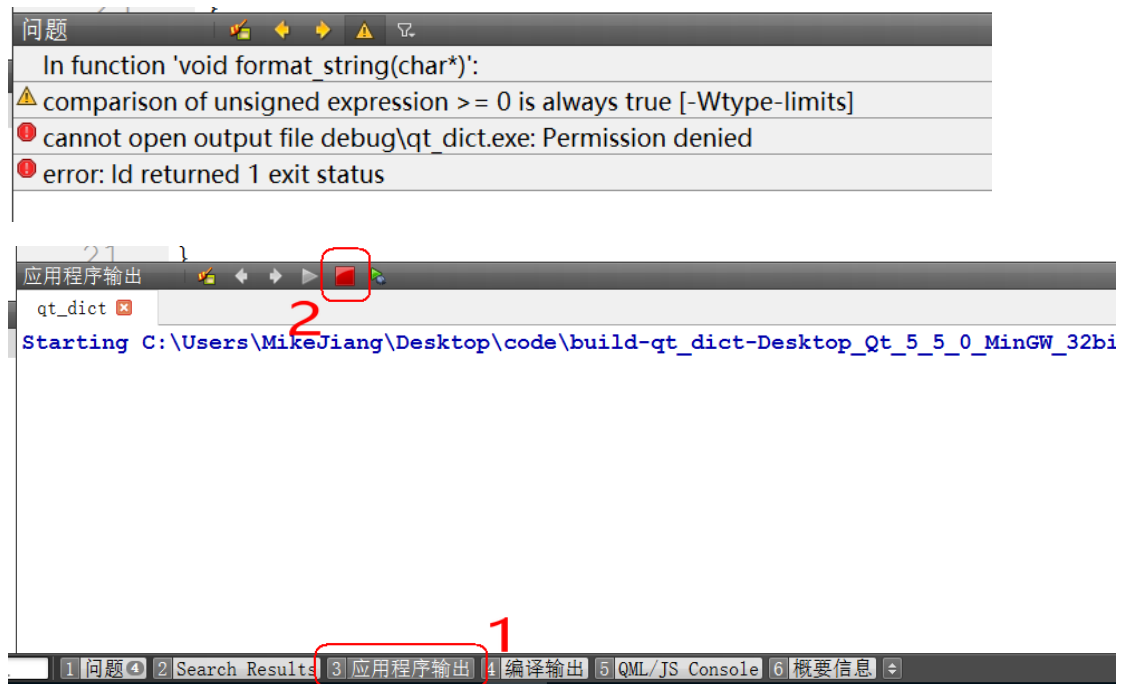 问题
In function 'void format_string(char*)':
comparison of unsigned expression >= 0 is always true [-Wtype-limits]
cannot open output file debug\qt_dict.exe: Permission denied
error: ld returned 1 exit status
21 }
应用程序输出
2
qt_dict
Starting C:\Users\MikeJiang\Desktop\code\build-qt_dict-Desktop_Qt_5_5_0_MinGW_32bi
1
1 问题 4 2 Search Results 3 应用程序输出 4 编译输出 5 QML/JS Console 6 概要信息